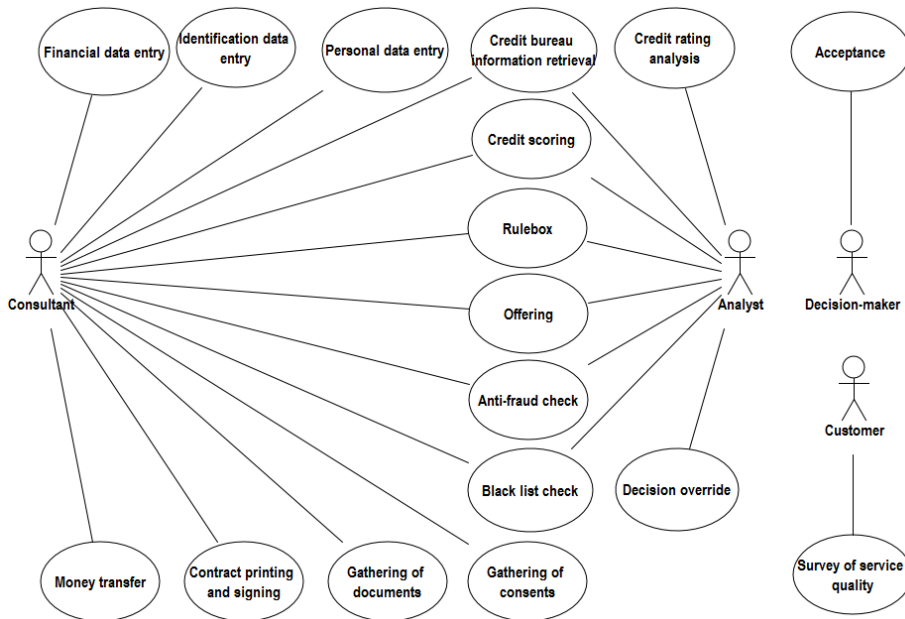 Financial data entry
Identification data
entry
Personal data entry
Credit bureau
information retrieval
Credit rating
analysis
Acceptance
Credit scoring
Rulebox
Consultant
Offering
Analyst
Decision-maker
Anti-fraud check
Customer
Black list check
Decision override
Money transfer
Contract printing
and signing
Gathering of
documents
Gathering of
consents
Survey of service
quality